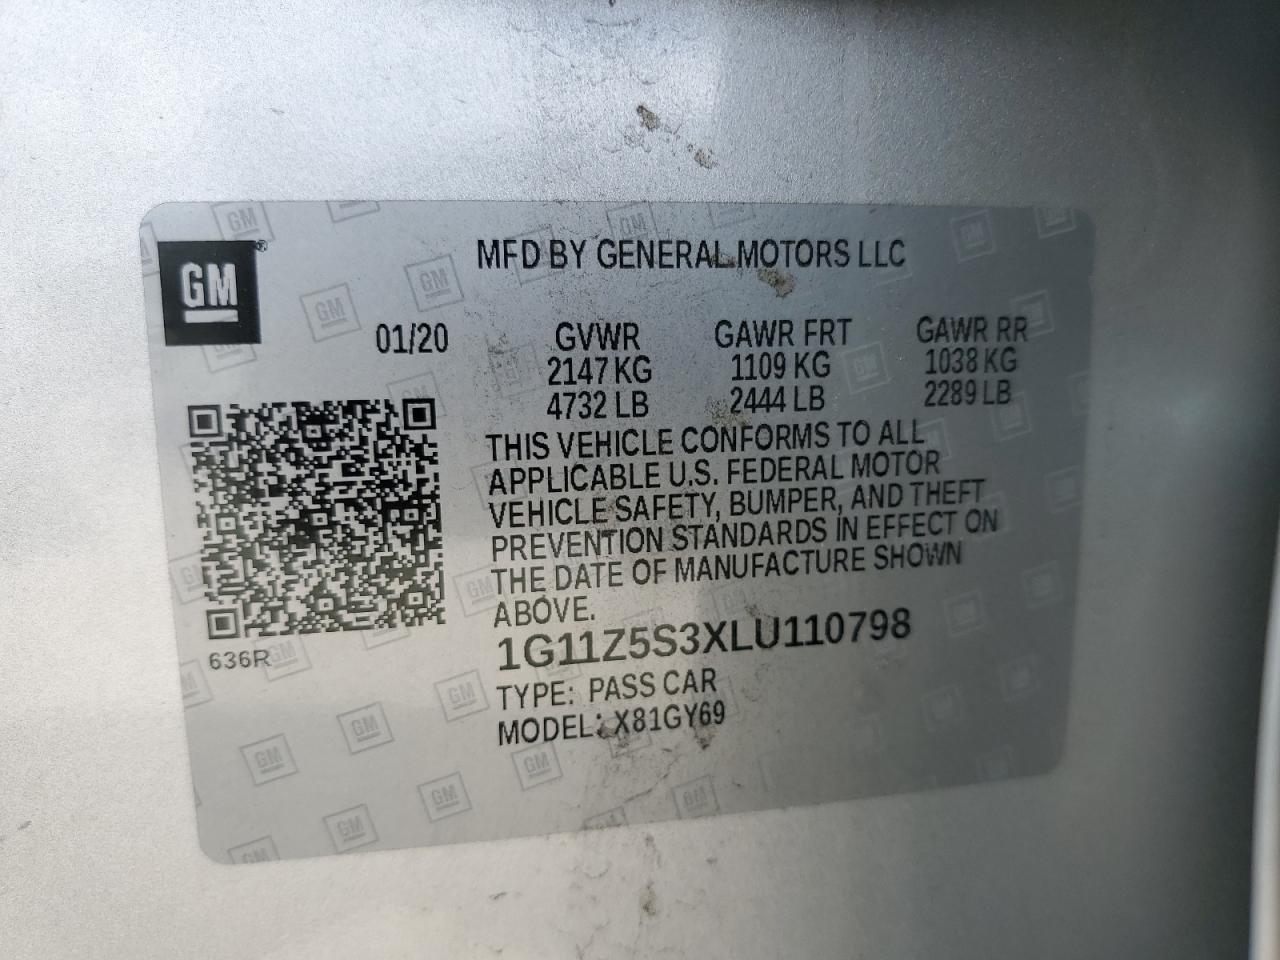 GM®
MFD BY GENERAL MOTORS LLC
01/20 GVWR GAWR FRT GAWR RR
2147 KG 1109 KG 1038 KG
4732 LB 2444 LB 2289 LB
THIS VEHICLE CONFORMS TO ALL
APPLICABLE U.S. FEDERAL MOTOR
VEHICLE SAFETY, BUMPER, AND THEFT
PREVENTION STANDARDS IN EFFECT ON
THE DATE OF MANUFACTURE SHOWN
ABOVE.
1G11Z5S3XLU110798
636R
TYPE: PASS CAR
MODEL: X81GY69